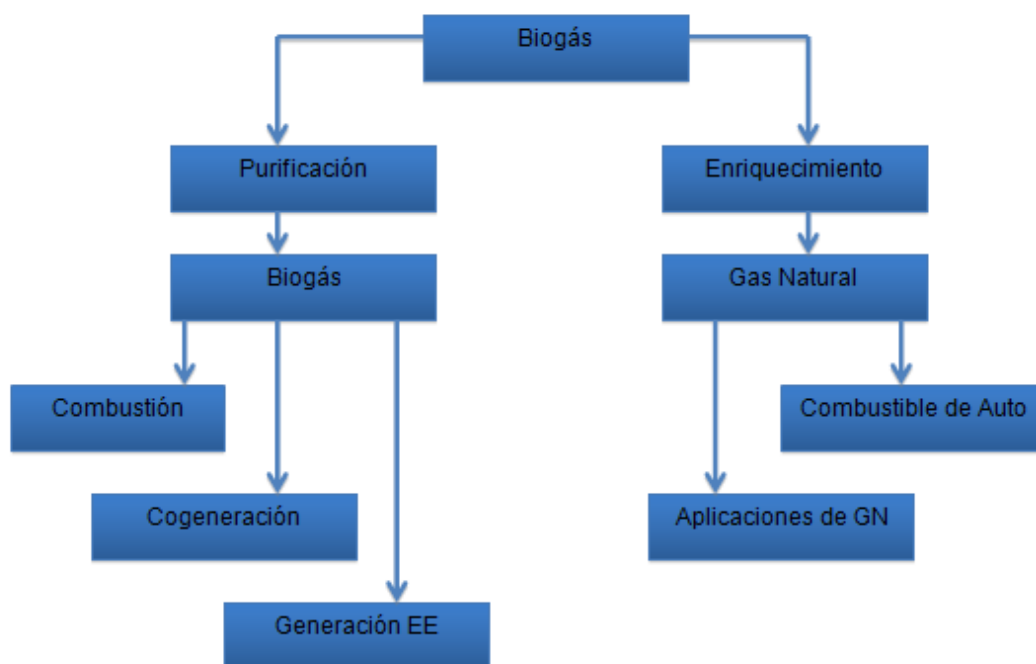 Biogás
Purificación
Enriquecimiento
Biogás
Gas Natural
Combustión
Combustible de Auto
Cogeneración
Aplicaciones de GN
Generación EE